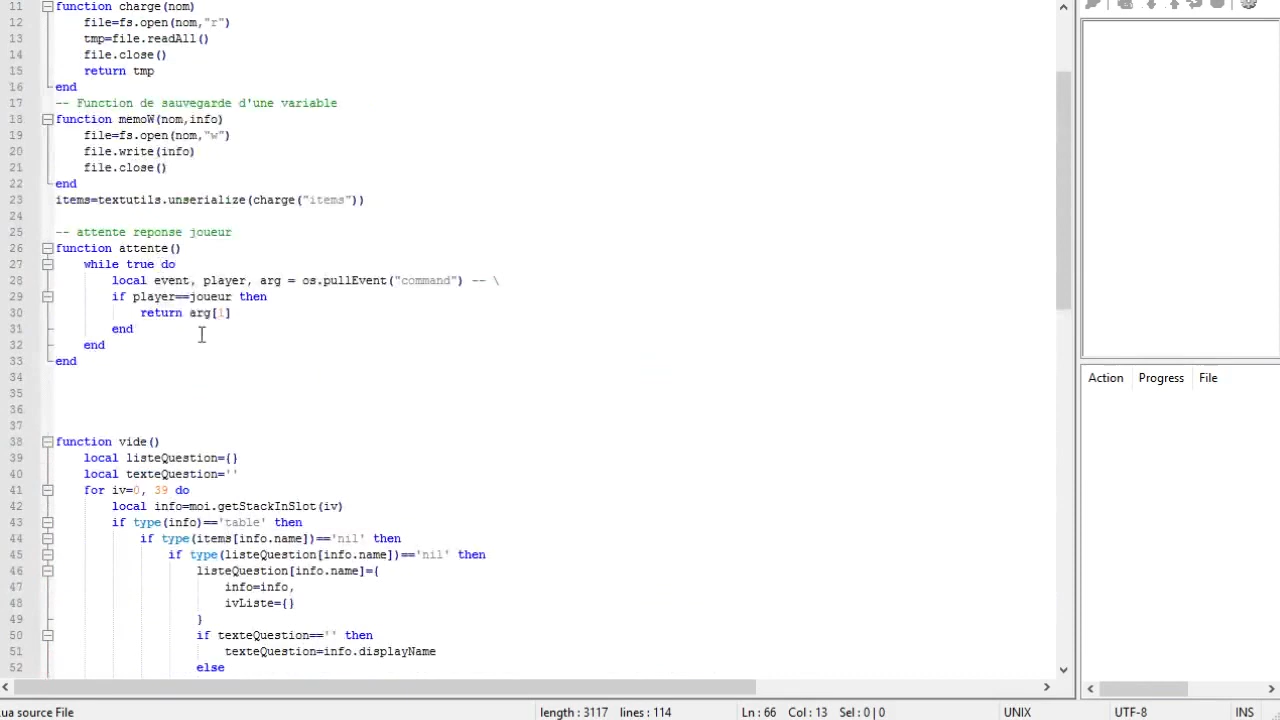 11 function charge(nom)
12 file=fs.open(nom,"r")
13 tmp=file.readAll()
14 file.close()
15 return tmp
16 end
17 -- Function de sauvegarde d'une variable
18 function memoW(nom,info)
19 file=fs.open(nom,"w")
20 file.write(info)
21 file.close()
22 end
23 items=textutils.unserialize(charge("items"))
24
25 -- attente reponse joueur
26 function attente()
27 while true do
28 local event, player, arg = os.pullEvent("command") -- \
29 if player==joueur then
30 return arg[1]
31 end
32 end
33 end
34
35
36
37
38 function vide()
39 local listeQuestion={}
40 local texteQuestion=''
41 for iv=0, 39 do
42 local info=moi.getStackInSlot(iv)
43 if type(info)=='table' then
44 if type(items[info.name])=='nil' then
45 if type(listeQuestion[info.name])=='nil' then
46 listeQuestion[info.name]={
47 info=info,
48 ivListe={}
49 }
50 if texteQuestion=='' then
51 texteQuestion=info.displayName
52 else
Action Progress File
ua source File length : 3117 lines : 114 Ln : 66 Col : 13 Sel : 0 | 0 UNIX UTF-8 INS